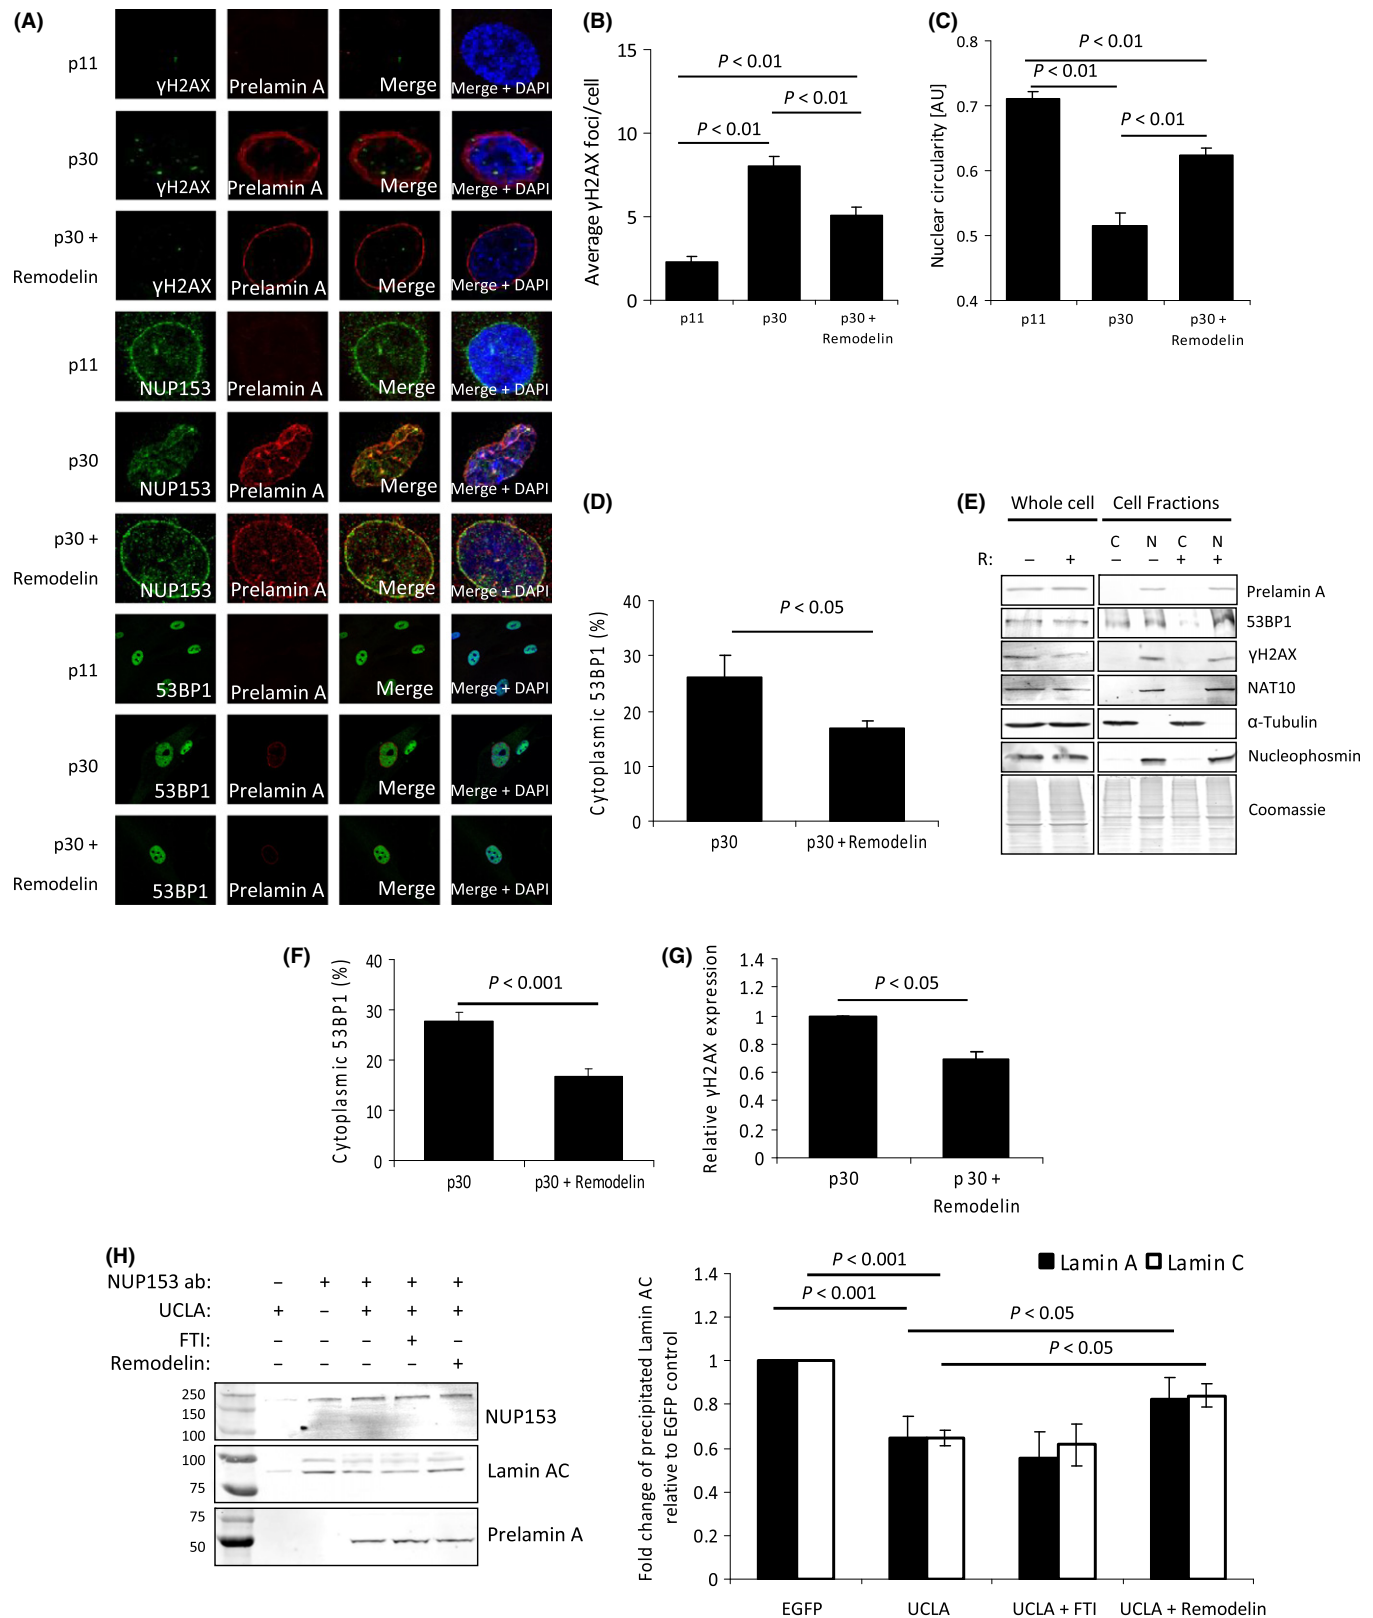 (A)
p11
γH2AX
Prelamin A
Merge
Merge + DAPI
p30
γH2AX
Prelamin A
Merge
Merge + DAPI
p30 +
Remodelin
γH2AX
Prelamin A
Merge
Merge + DAPI
p11
NUP153
Prelamin A
Merge
Merge + DAPI
p30
NUP153
Prelamin A
Merge
Merge + DAPI
p30 +
Remodelin
NUP153
Prelamin A
Merge
Merge + DAPI
p11
53BP1
Prelamin A
Merge
Merge + DAPI
p30
53BP1
Prelamin A
Merge
Merge + DAPI
p30 +
Remodelin
53BP1
Prelamin A
Merge
Merge + DAPI
(B)
Average γH2AX foci/cell
15
10
5
0
P < 0.01
P < 0.01
P < 0.01
p11
p30
p30 +
Remodelin
(C)
Nuclear circularity [AU]
0.8
0.7
0.6
0.5
0.4
P < 0.01
P < 0.01
P < 0.01
p11
p30
p30 +
Remodelin
(D)
Cytoplasmic 53BP1 (%)
40
30
20
10
0
P < 0.05
p30
p30 + Remodelin
(E)
Whole cell
Cell Fractions
C N C N
R: – + – – + +
Prelamin A
53BP1
γH2AX
NAT10
α-Tubulin
Nucleophosmin
Coomassie
(F)
Cytoplasmic 53BP1 (%)
40
30
20
10
0
P < 0.001
p30
p30 + Remodelin
(G)
Relative γH2AX expression
1.4
1.2
1
0.8
0.6
0.4
0.2
0
P < 0.05
p30
p 30 +
Remodelin
(H)
NUP153 ab: – + + + +
UCLA: + – + + +
FTI: – – – + –
Remodelin: – – – – +
250
150
100
NUP153
100
75
Lamin AC
75
50
Prelamin A
Fold change of precipitated Lamin AC
relative to EGFP control
1.4
1.2
1
0.8
0.6
0.4
0.2
0
Lamin A
Lamin C
P < 0.001
P < 0.001
P < 0.05
P < 0.05
EGFP
UCLA
UCLA + FTI
UCLA + Remodelin